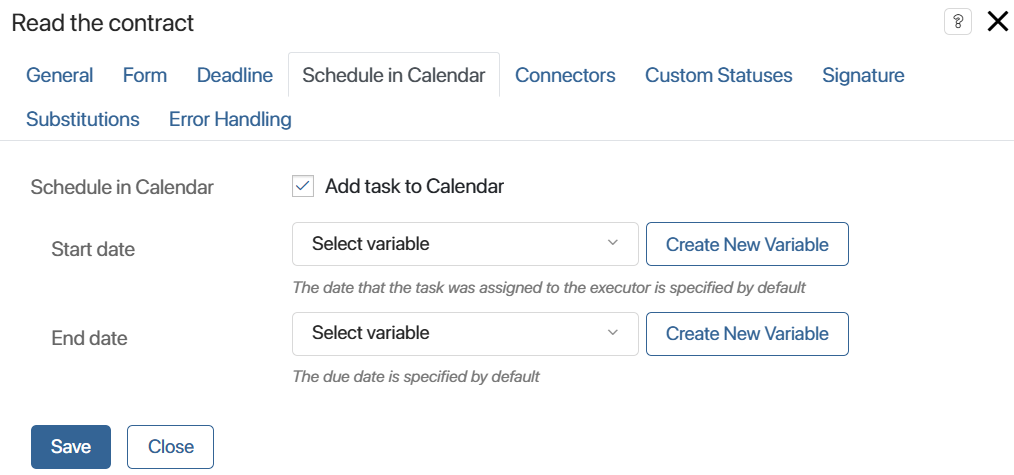 Read the contract ?
General Form Deadline Schedule in Calendar Connectors Custom Statuses Signature
Substitutions Error Handling
Schedule in Calendar Add task to Calendar
Start date Select variable Create New Variable
The date that the task was assigned to the executor is specified by default
End date Select variable Create New Variable
The due date is specified by default
Save Close